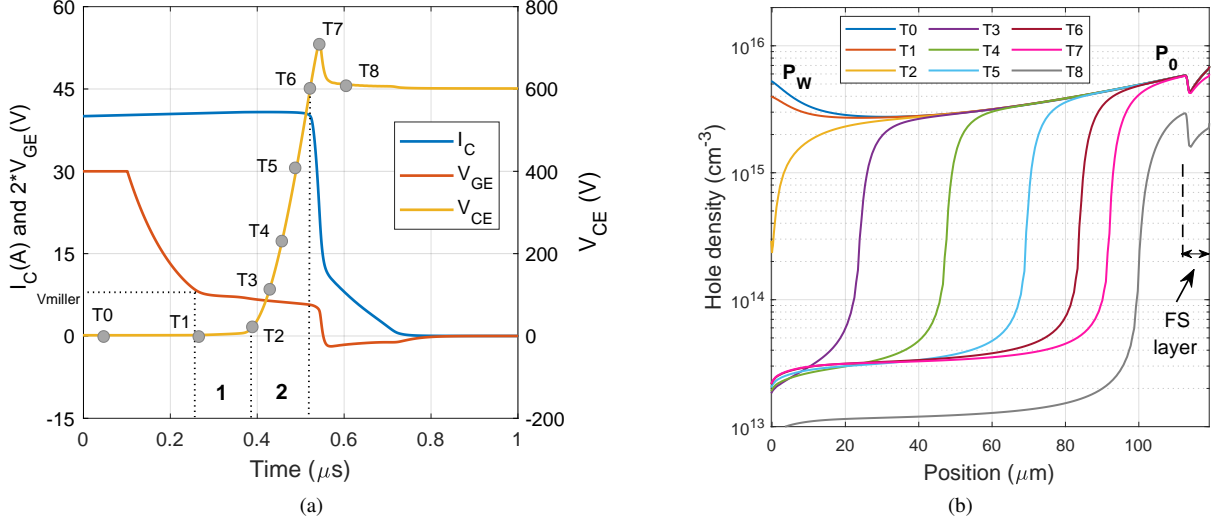 60
45
30
15
0
-15
I_C(A) and 2*V_GE(V)
Vmiller
800
600
400
200
0
-200
V_CE (V)
0
0.2
0.4
0.6
0.8
1
Time (μs)
T0
T1
T2
T3
T4
T5
T6
T7
T8
1
2
I_C
V_GE
V_CE
(a)
10^16
10^15
10^14
10^13
Hole density (cm^-3)
0
20
40
60
80
100
Position (μm)
T0 T3 T6
T1 T4 T7
T2 T5 T8
P_W
P_0
FS
layer
(b)